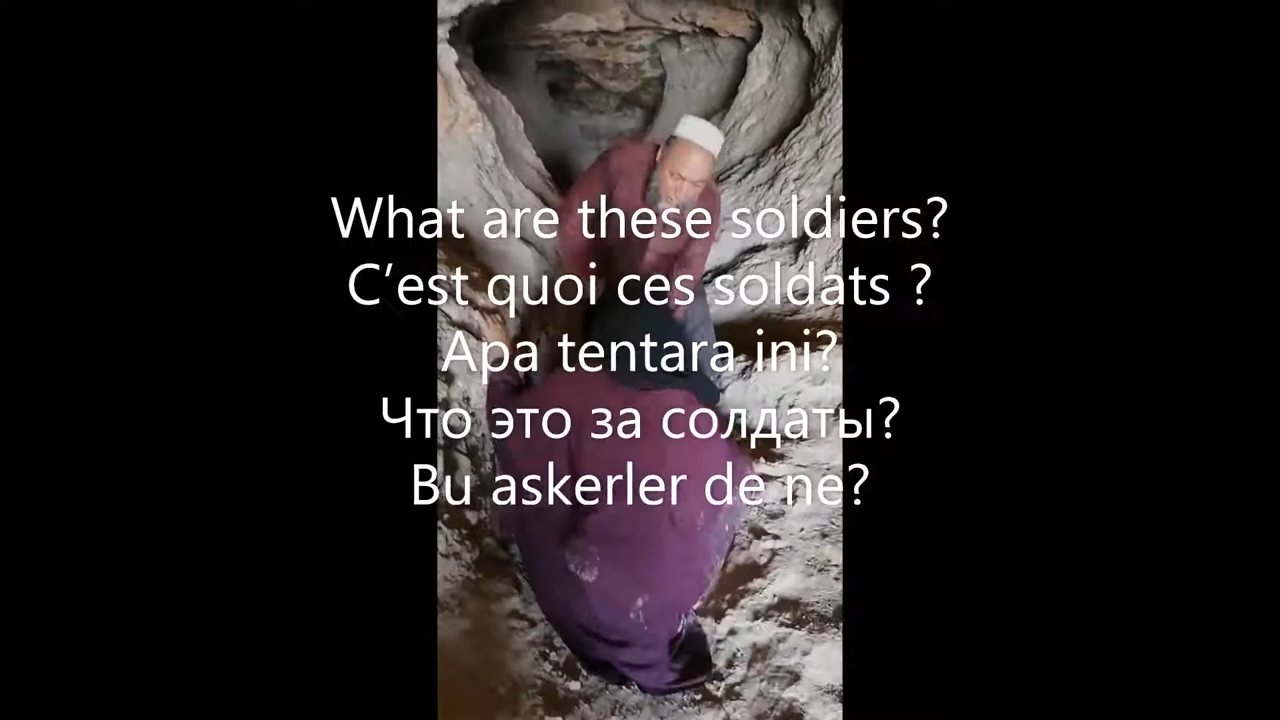 What are these soldiers?
C’est quoi ces soldats ?
Apa tentara ini?
Что это за солдаты?
Bu askerler de ne?